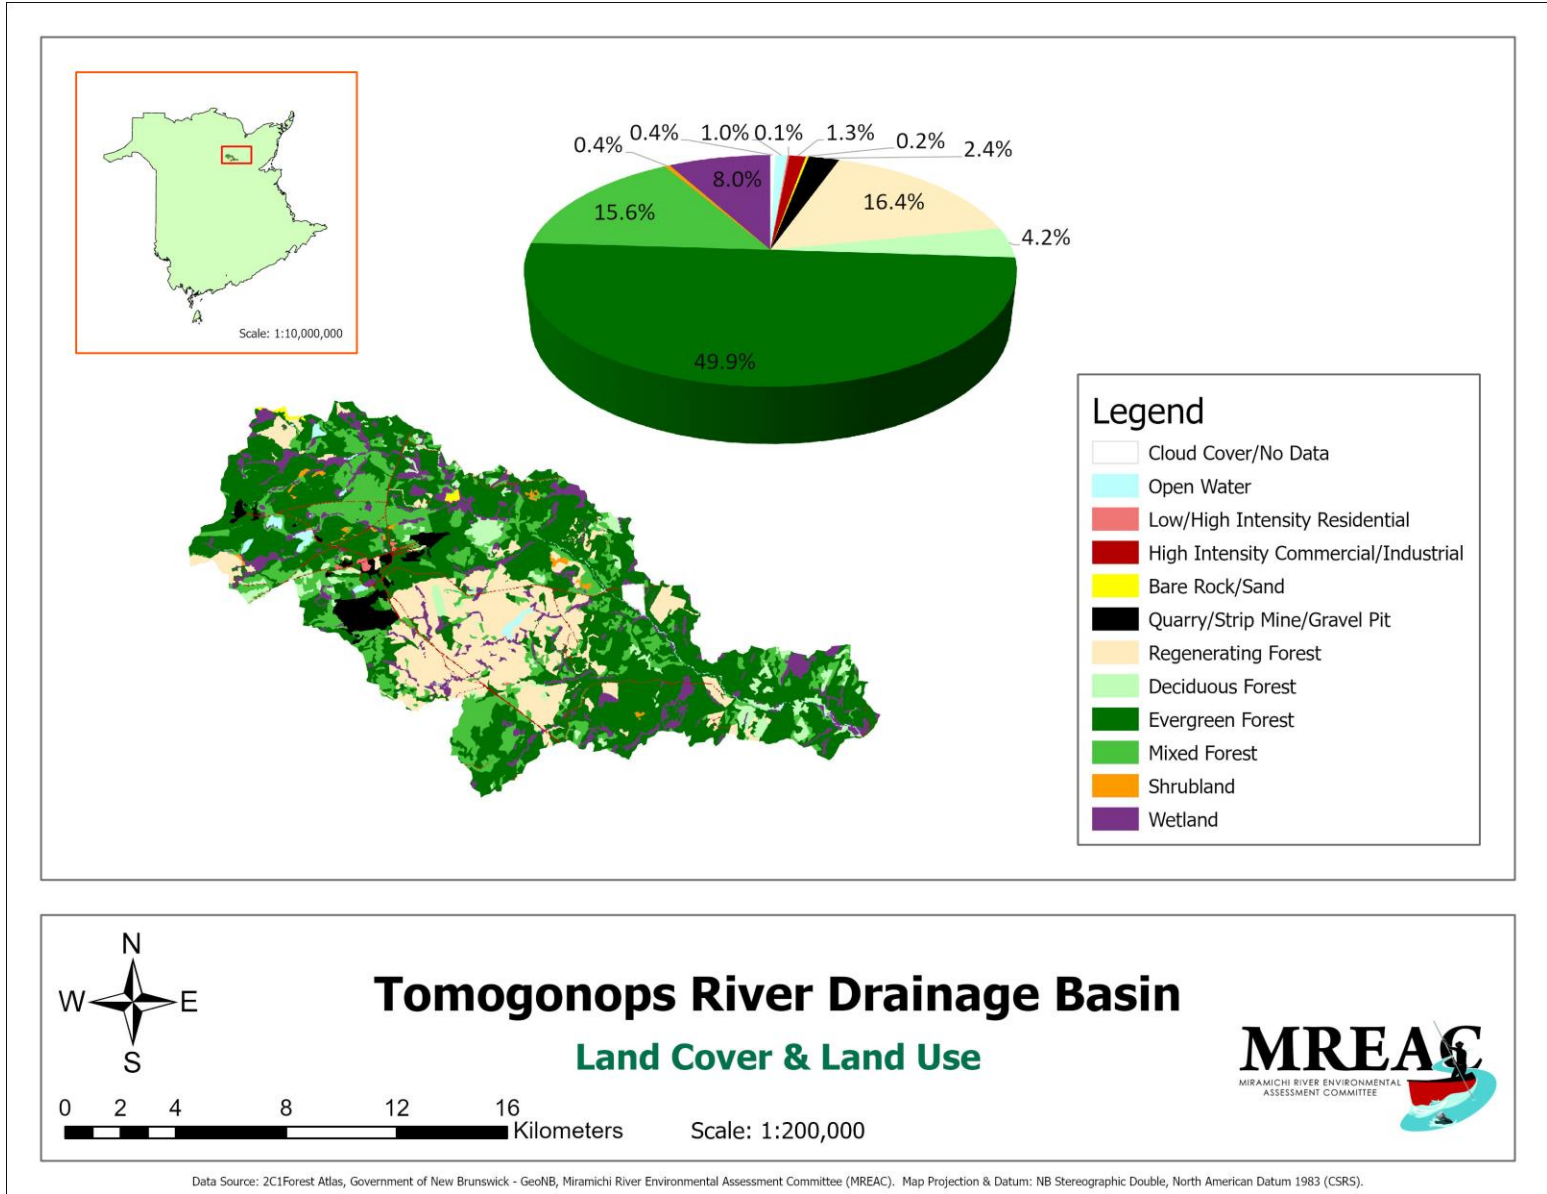 Scale: 1:10,000,000
0.4%
0.4%
1.0%
0.1%
1.3%
0.2%
2.4%
8.0%
15.6%
16.4%
4.2%
49.9%
Legend
Cloud Cover/No Data
Open Water
Low/High Intensity Residential
High Intensity Commercial/Industrial
Bare Rock/Sand
Quarry/Strip Mine/Gravel Pit
Regenerating Forest
Deciduous Forest
Evergreen Forest
Mixed Forest
Shrubland
Wetland
N
W E
S
0 2 4 8 12 16
Kilometers
Scale: 1:200,000
Tomogonops River Drainage Basin
Land Cover & Land Use
MREAC
MIRAMICHI RIVER ENVIRONMENTAL
ASSESSMENT COMMITTEE
Data Source: 2C1Forest Atlas, Government of New Brunswick - GeoNB, Miramichi River Environmental Assessment Committee (MREAC). Map Projection & Datum: NB Stereographic Double, North American Datum 1983 (CSRS).